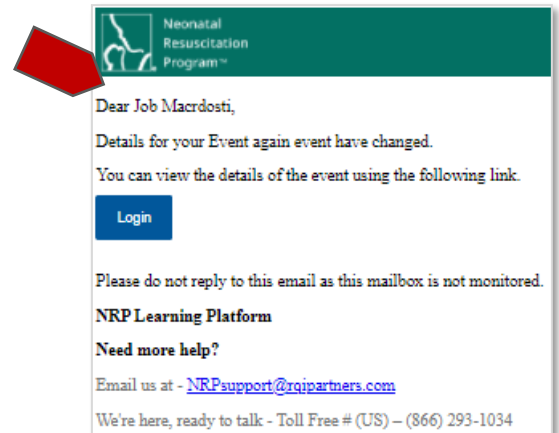 Neonatal
Resuscitation
Program™
Dear Job Macrdosti,
Details for your Event again event have changed.
You can view the details of the event using the following link.
Login
Please do not reply to this email as this mailbox is not monitored.
NRP Learning Platform
Need more help?
Email us at - NRPsupport@rqipartners.com
We're here, ready to talk - Toll Free # (US) – (866) 293-1034